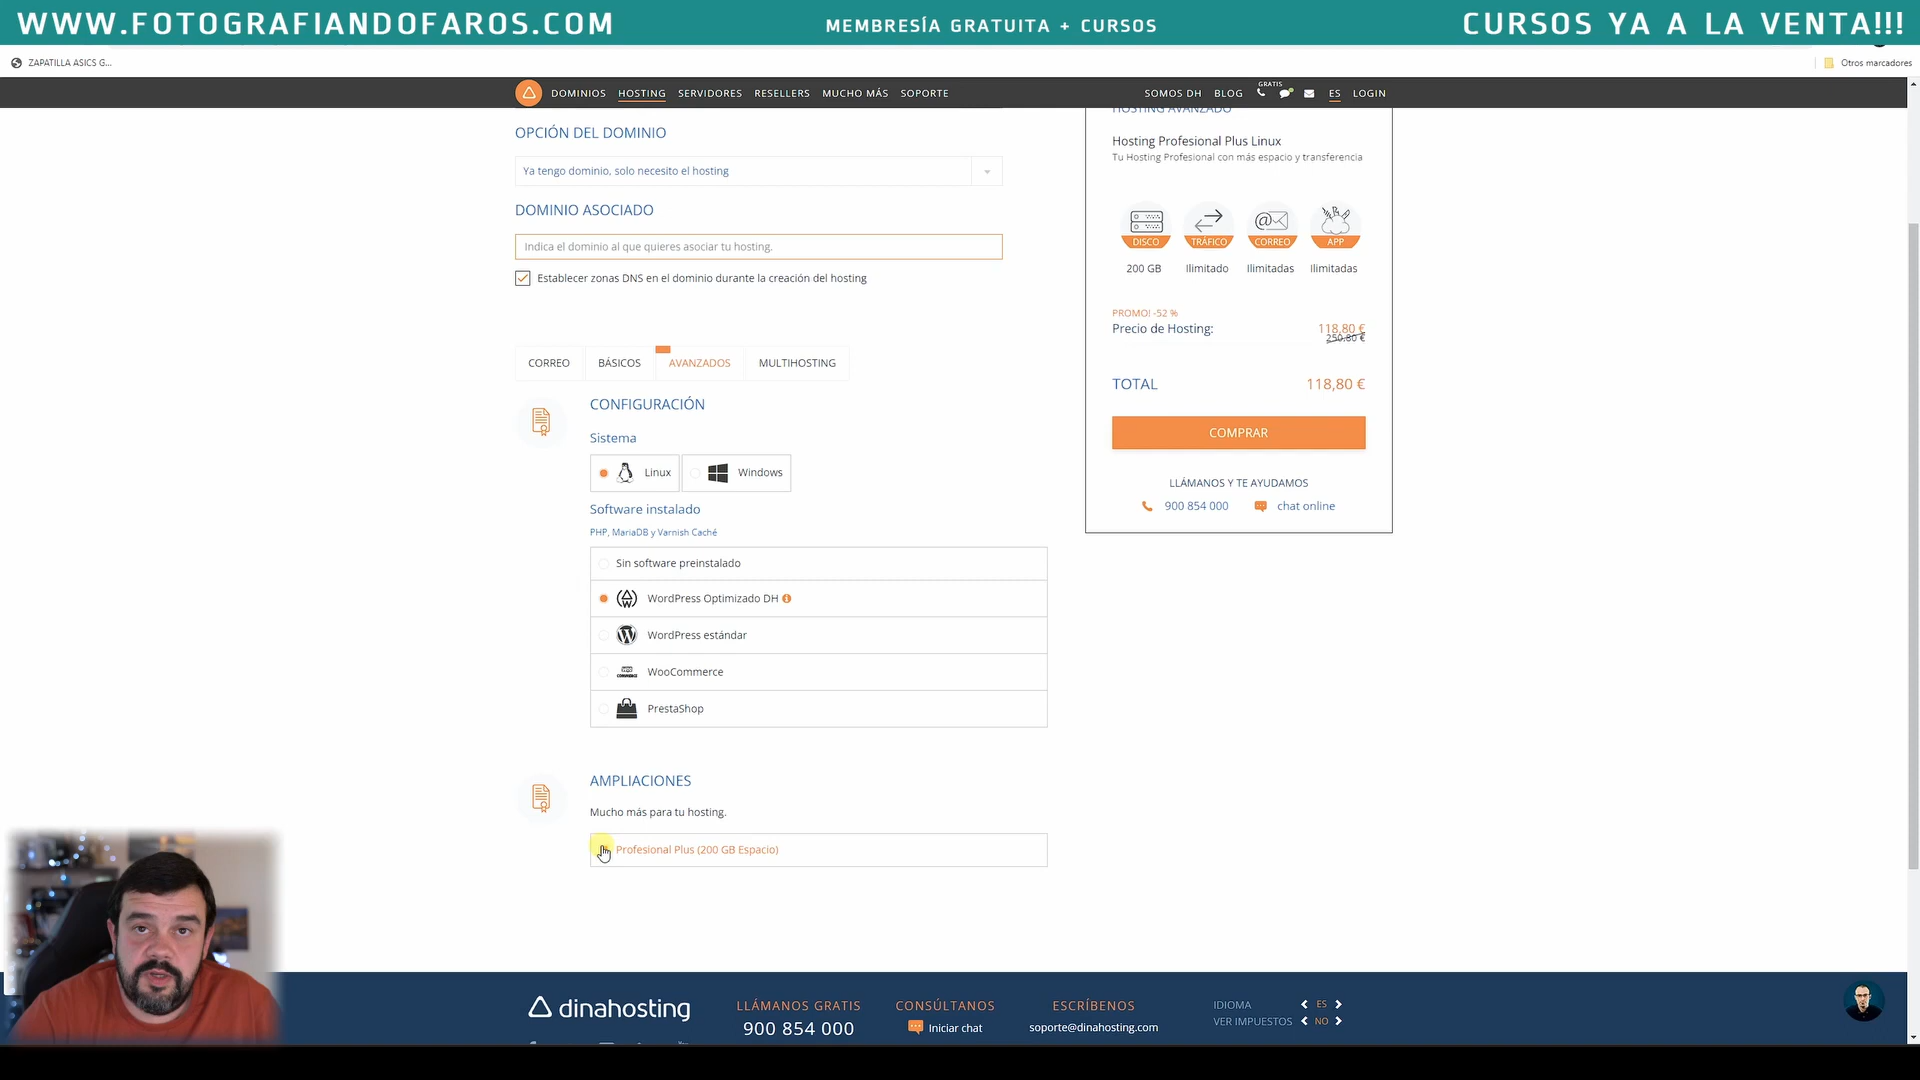 WWW.FOTOGRAFIANDOFAROS.COM
MEMBRESÍA GRATUITA + CURSOS
CURSOS YA A LA VENTA!!!
ZAPATILLA ASICS G...
Otros marcadores
DOMINIOS HOSTING SERVIDORES RESELLERS MUCHO MÁS SOPORTE
SOMOS DH BLOG GRATIS ES LOGIN
HOSTING AVANZADO
OPCIÓN DEL DOMINIO
Ya tengo dominio, solo necesito el hosting
DOMINIO ASOCIADO
Indica el dominio al que quieres asociar tu hosting.
Establecer zonas DNS en el dominio durante la creación del hosting
CORREO BÁSICOS AVANZADOS MULTIHOSTING
CONFIGURACIÓN
Sistema
Linux Windows
Software instalado
PHP, MariaDB y Varnish Caché
Sin software preinstalado
WordPress Optimizado DH
WordPress estándar
WooCommerce
PrestaShop
AMPLIACIONES
Mucho más para tu hosting.
Profesional Plus (200 GB Espacio)
Hosting Profesional Plus Linux
Tu Hosting Profesional con más espacio y transferencia
DISCO TRÁFICO CORREO APP
200 GB Ilimitado Ilimitadas Ilimitadas
PROMO! -52 %
Precio de Hosting: 118,80 €
250.80 €
TOTAL 118,80 €
COMPRAR
LLÁMANOS Y TE AYUDAMOS
900 854 000 chat online
dinahosting
LLÁMANOS GRATIS
900 854 000
CONSÚLTANOS
Iniciar chat
ESCRÍBENOS
soporte@dinahosting.com
IDIOMA ES
VER IMPUESTOS NO